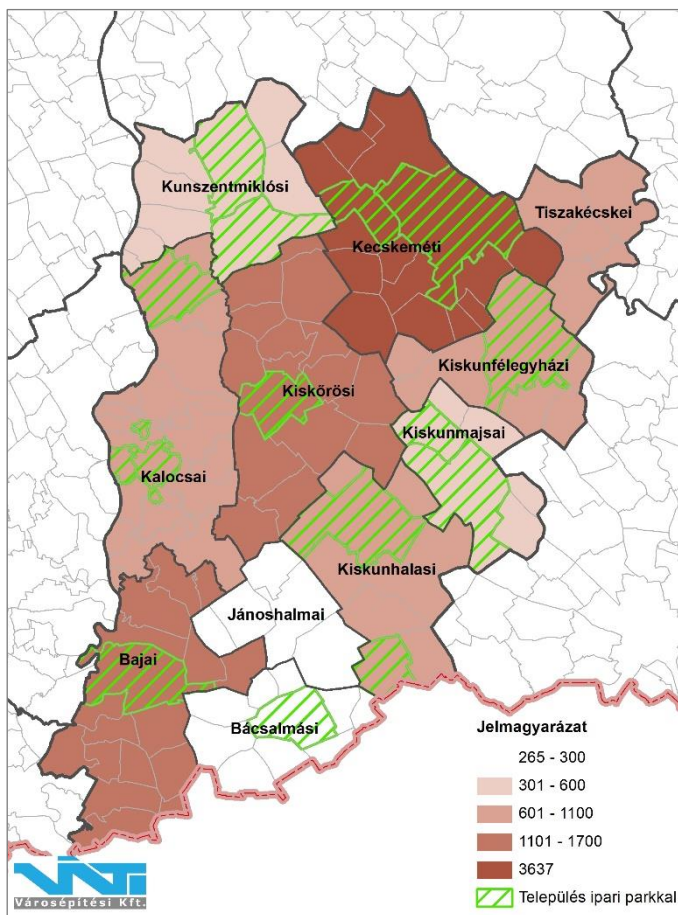 Kunszentmiklósi
Tiszakécskei
Kecskeméti
Kiskunfélegyházi
Kiskőrösi
Kiskunmajsai
Kalocsai
Kiskunhalasi
Jánoshalmai
Bajai
Bácsalmási
Jelmagyarázat
265 - 300
301 - 600
601 - 1100
1101 - 1700
3637
Település ipari parkkal
VÁTI
Városépítési Kft.